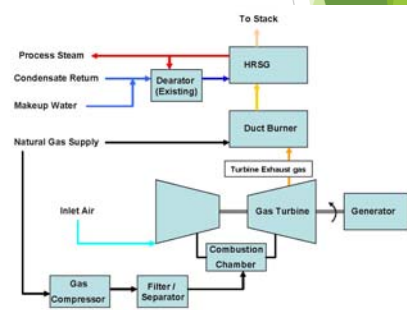 To Stack
Process Steam
HRSG
Condensate Return
Dearator
(Existing)
Makeup Water
Duct Burner
Natural Gas Supply
Turbine Exhaust gas
Inlet Air
Gas Turbine
Generator
Combustion
Chamber
Gas
Compressor
Filter /
Separator